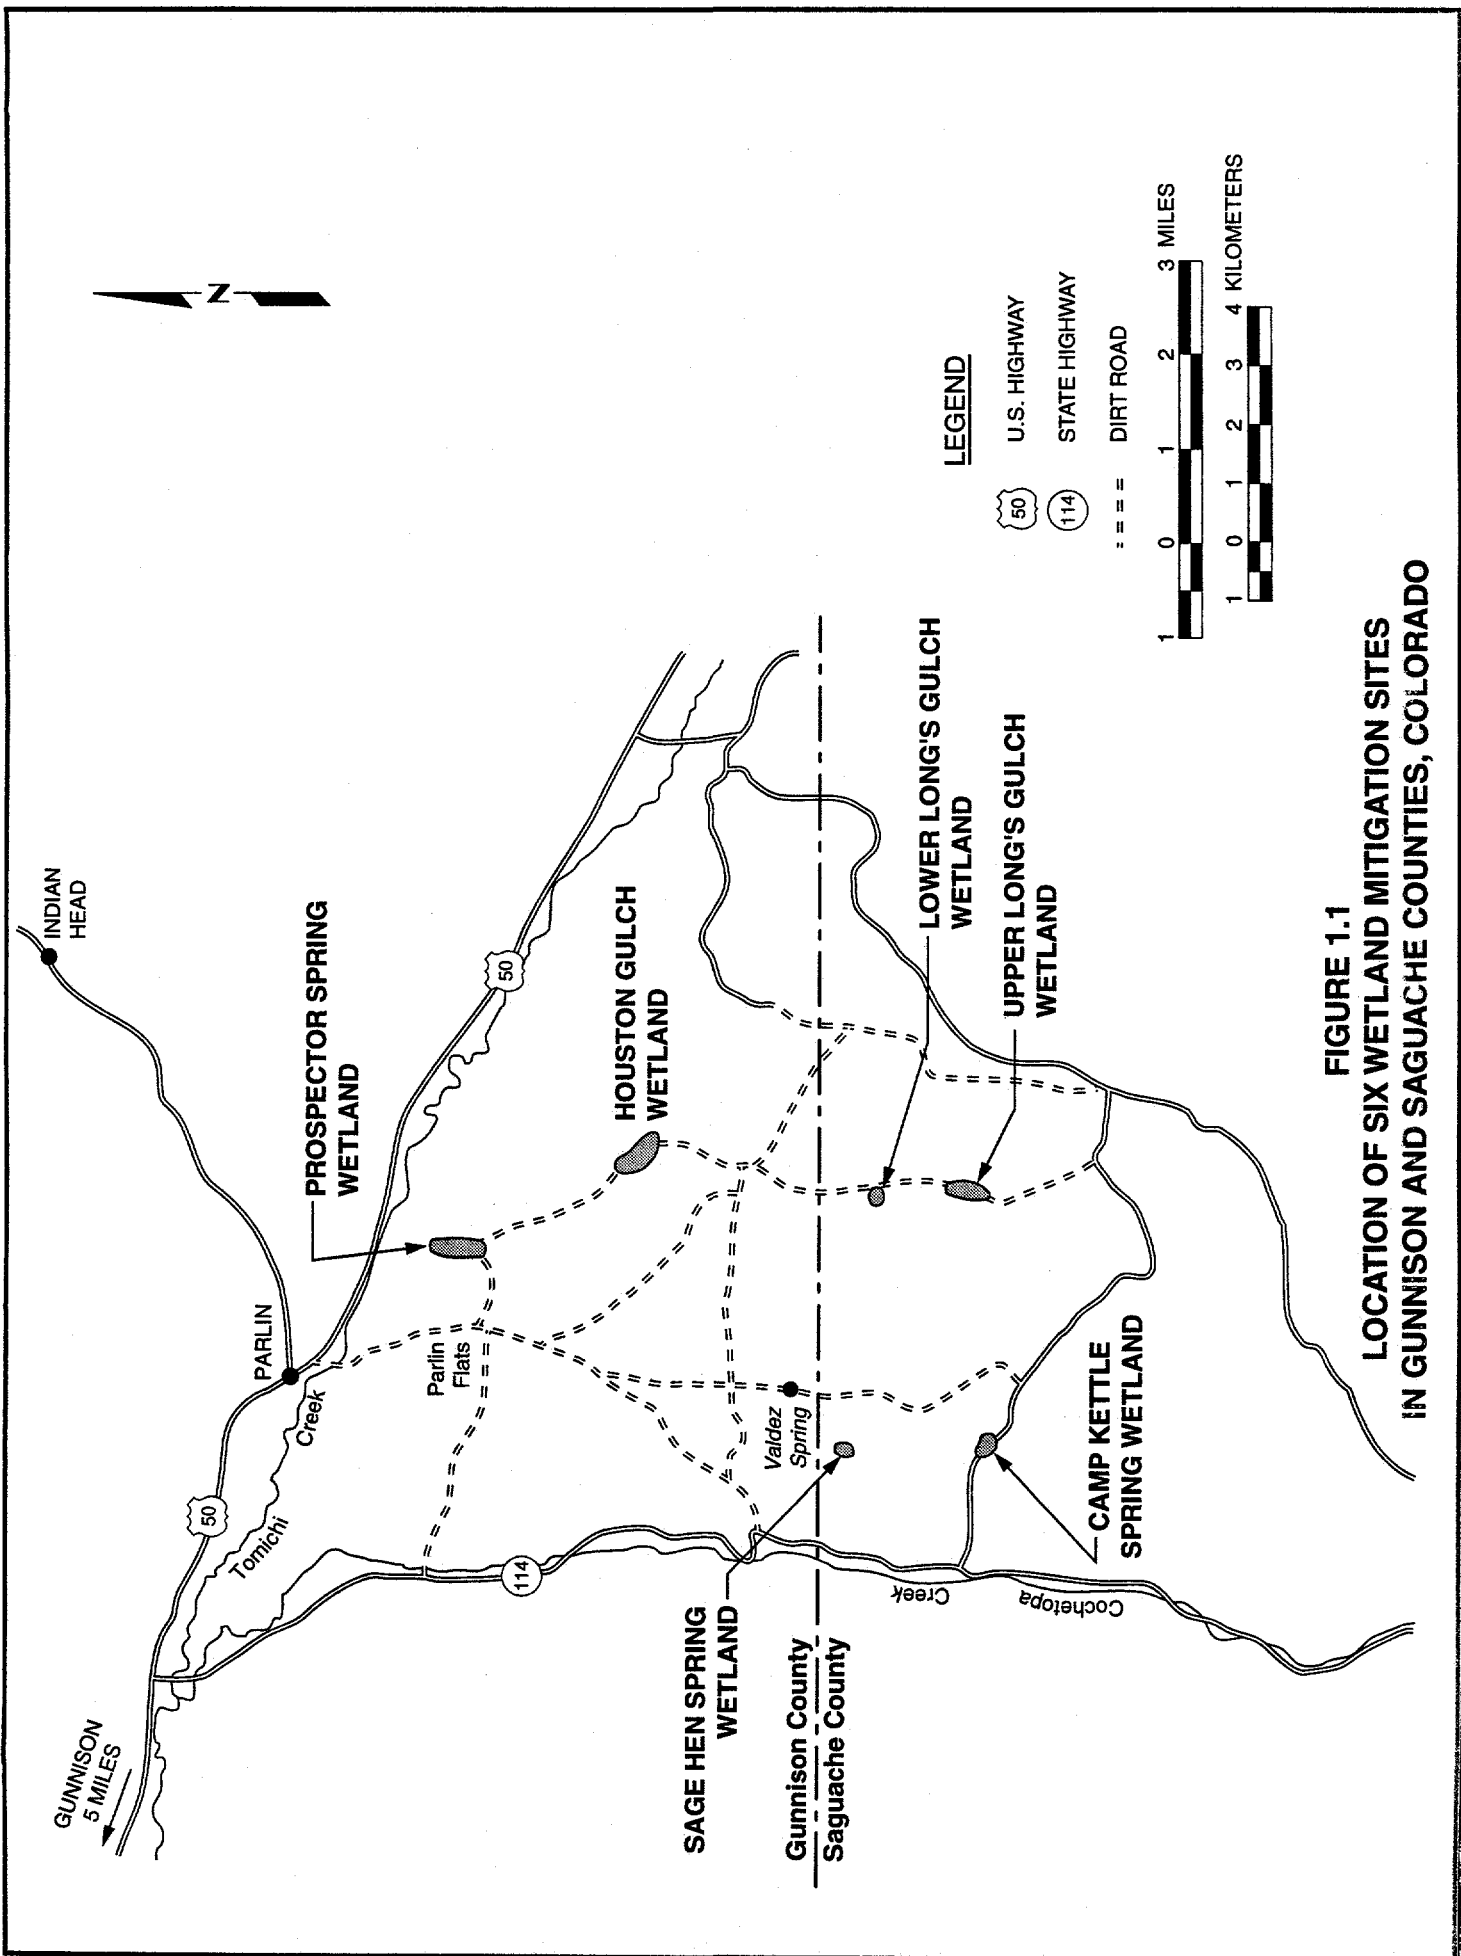 GUNNISON
5 MILES
50
Tomichi
Creek
PARLIN
INDIAN
HEAD
N
PROSPECTOR SPRING
WETLAND
Parlin
Flats
50
HOUSTON GULCH
WETLAND
114
SAGE HEN SPRING
WETLAND
Valdez
Spring
Gunnison County
Saguache County
Creek
Cochetopa
LOWER LONG'S GULCH
WETLAND
UPPER LONG'S GULCH
WETLAND
CAMP KETTLE
SPRING WETLAND
LEGEND
50 U.S. HIGHWAY
114 STATE HIGHWAY
DIRT ROAD
1 0 1 2 3 MILES
1 0 1 2 3 4 KILOMETERS
FIGURE 1.1
LOCATION OF SIX WETLAND MITIGATION SITES
IN GUNNISON AND SAGUACHE COUNTIES, COLORADO